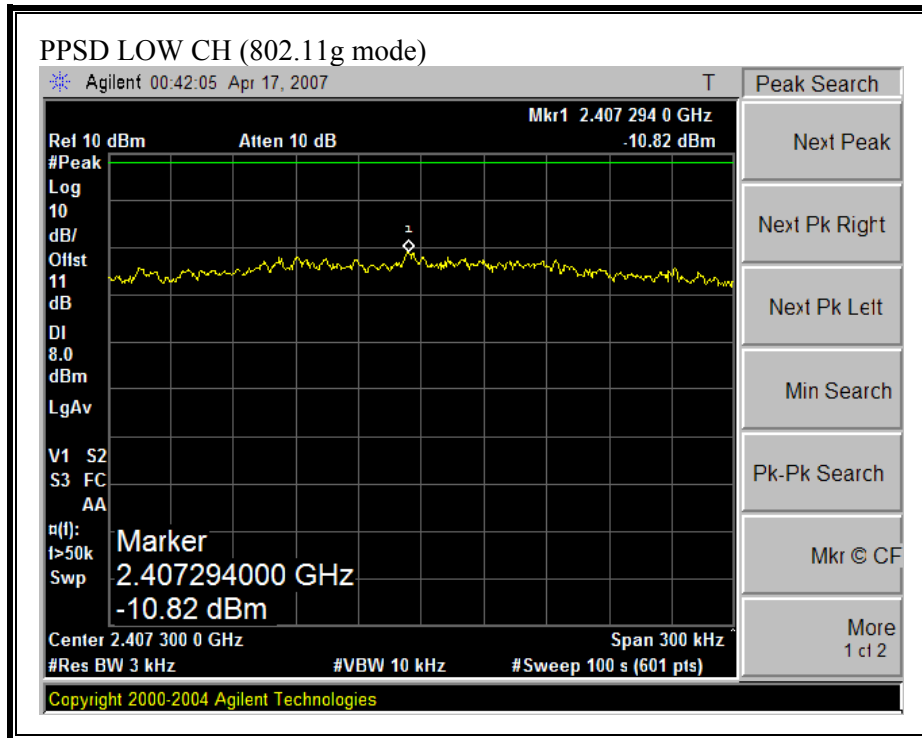 PPSD LOW CH (802.11g mode)
Agilent 00:42:05 Apr 17, 2007 T
Peak Search
Mkr1 2.407 294 0 GHz
Ref 10 dBm Atten 10 dB -10.82 dBm
#Peak
Log
10
dB/
Offst
11
dB
DI
8.0
dBm
LgAv
V1 S2
S3 FC
AA
¤(f):
f>50k
Swp
1
Marker
2.407294000 GHz
-10.82 dBm
Center 2.407 300 0 GHz Span 300 kHz ^
#Res BW 3 kHz #VBW 10 kHz #Sweep 100 s (601 pts)
Copyright 2000-2004 Agilent Technologies
Next Peak
Next Pk Right
Next Pk Left
Min Search
Pk-Pk Search
Mkr © CF
More
1 of 2